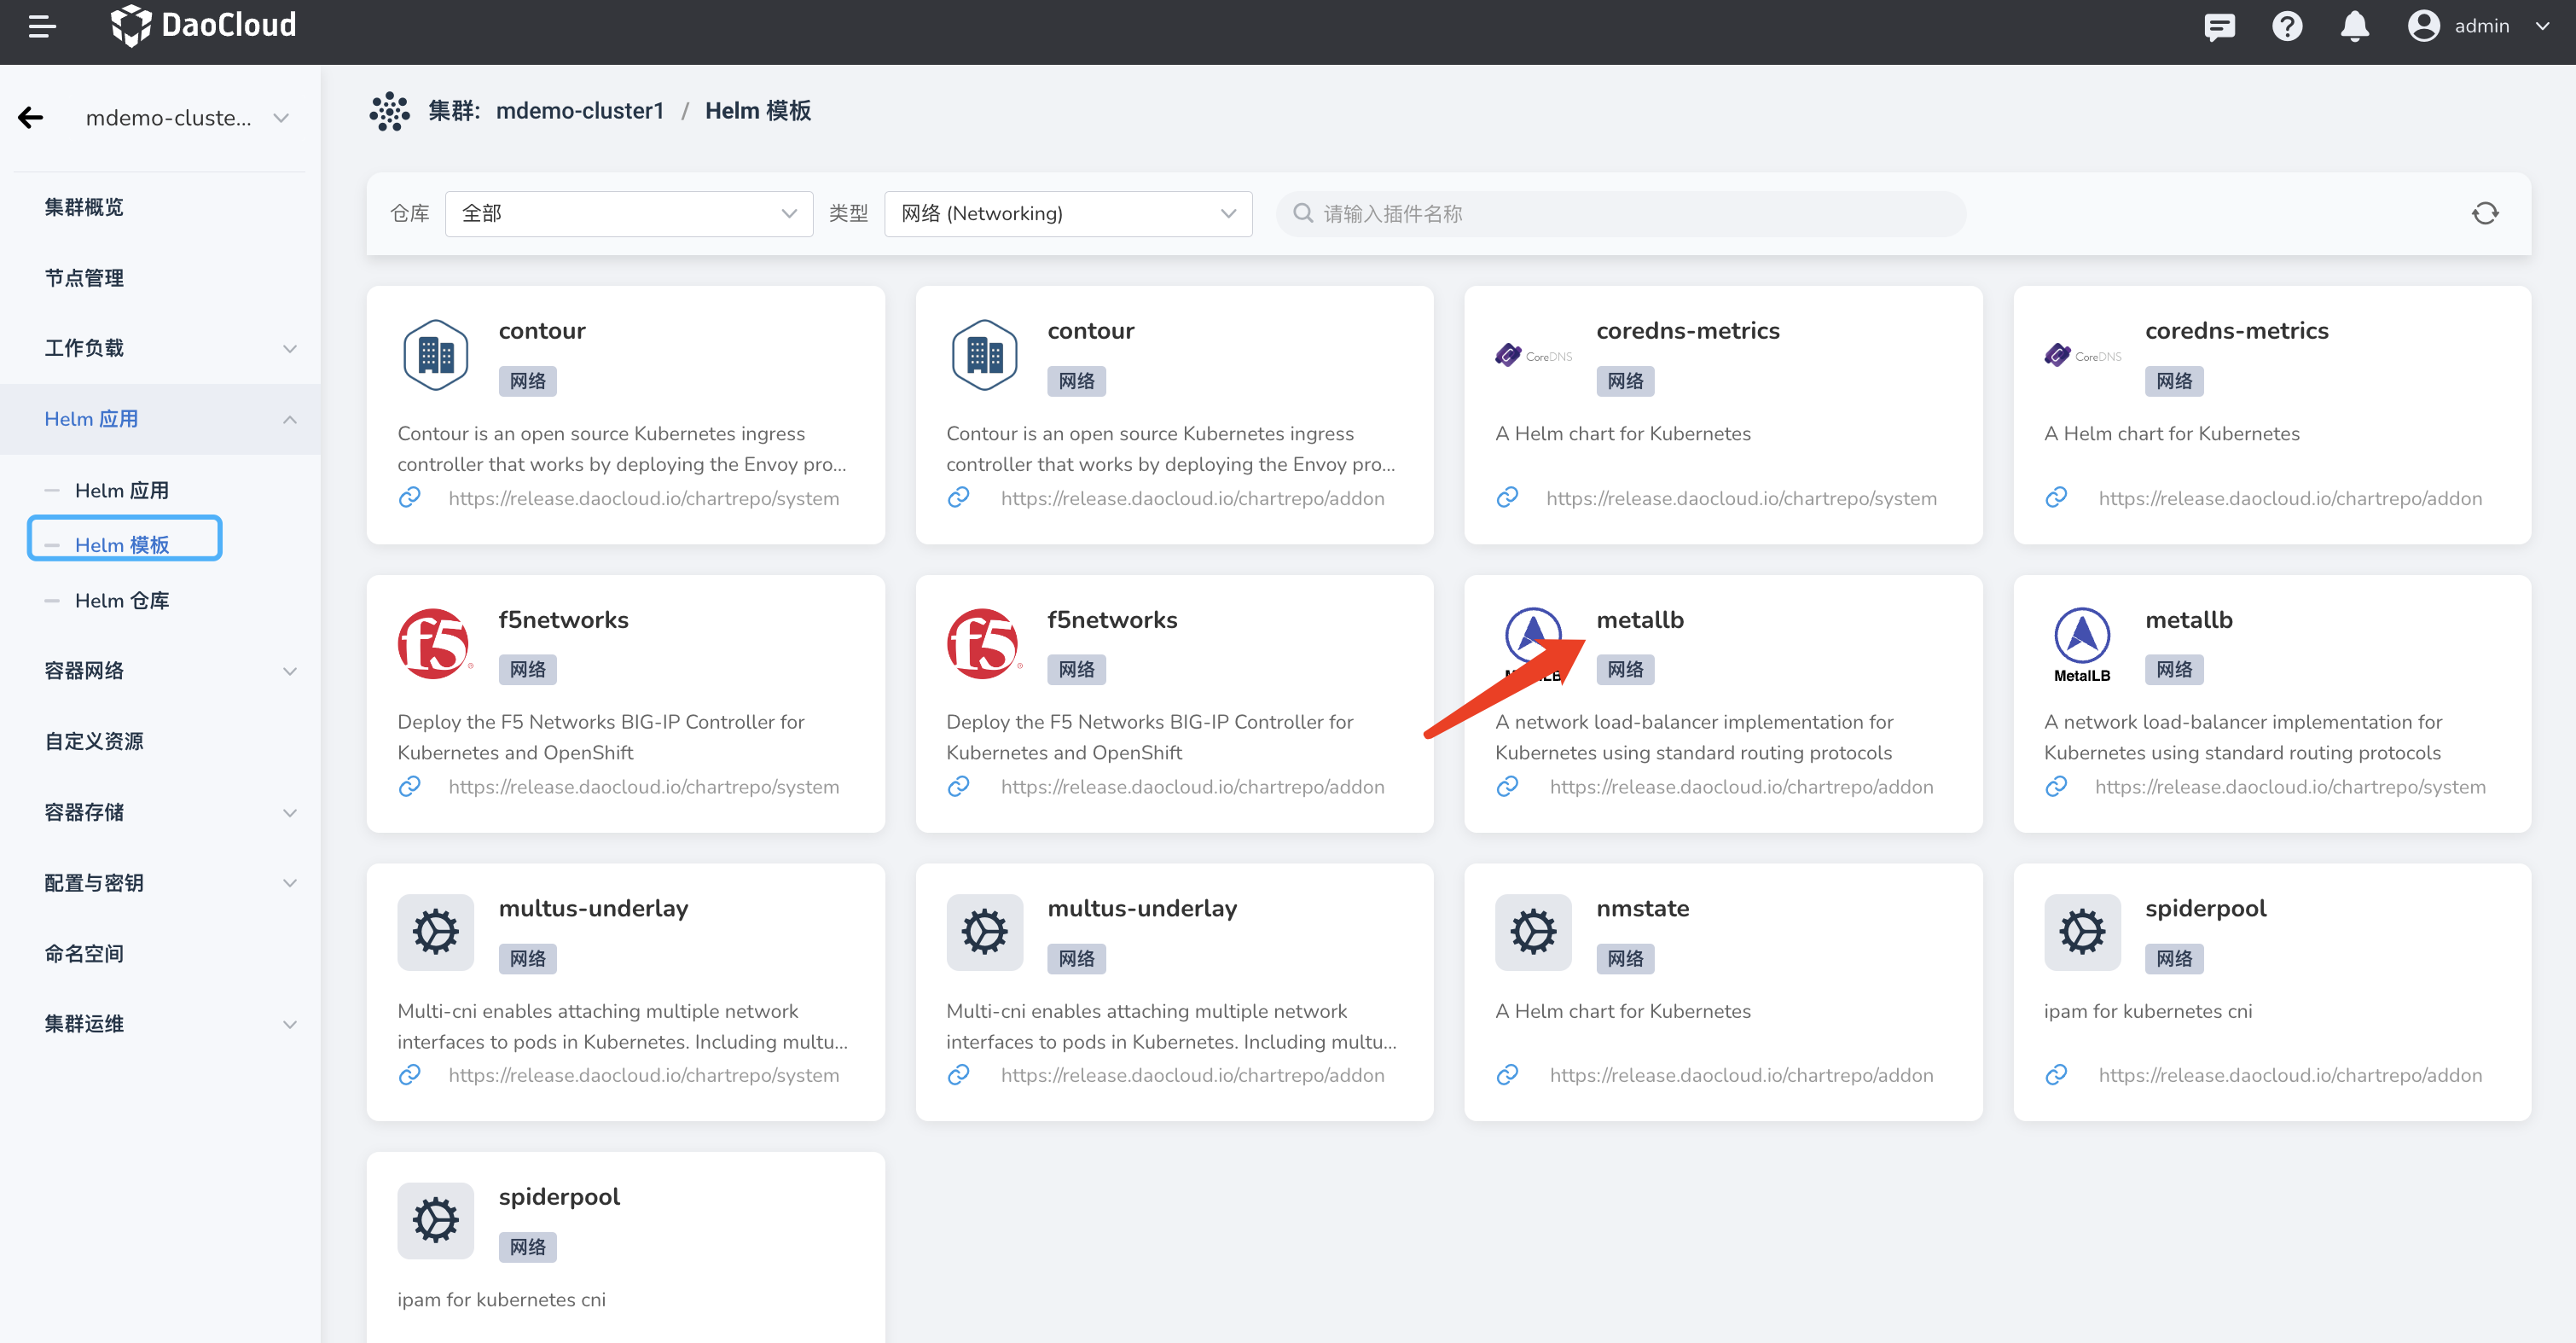 DaoCloud
admin
mdemo-cluste...
集群概览
节点管理
工作负载
Helm 应用
Helm 应用
Helm 模板
Helm 仓库
容器网络
自定义资源
容器存储
配置与密钥
命名空间
集群运维
集群: mdemo-cluster1 / Helm 模板
仓库 全部 类型 网络 (Networking) 请输入插件名称
contour
网络
Contour is an open source Kubernetes ingress
controller that works by deploying the Envoy pro...
https://release.daocloud.io/chartrepo/system
contour
网络
Contour is an open source Kubernetes ingress
controller that works by deploying the Envoy pro...
https://release.daocloud.io/chartrepo/addon
CoreDNS
coredns-metrics
网络
A Helm chart for Kubernetes
https://release.daocloud.io/chartrepo/system
CoreDNS
coredns-metrics
网络
A Helm chart for Kubernetes
https://release.daocloud.io/chartrepo/addon
f5
f5networks
网络
Deploy the F5 Networks BIG-IP Controller for
Kubernetes and OpenShift
https://release.daocloud.io/chartrepo/system
f5
f5networks
网络
Deploy the F5 Networks BIG-IP Controller for
Kubernetes and OpenShift
https://release.daocloud.io/chartrepo/addon
metallb
网络
A network load-balancer implementation for
Kubernetes using standard routing protocols
https://release.daocloud.io/chartrepo/addon
MetalLB
metallb
网络
A network load-balancer implementation for
Kubernetes using standard routing protocols
https://release.daocloud.io/chartrepo/system
multus-underlay
网络
Multi-cni enables attaching multiple network
interfaces to pods in Kubernetes. Including multu...
https://release.daocloud.io/chartrepo/system
multus-underlay
网络
Multi-cni enables attaching multiple network
interfaces to pods in Kubernetes. Including multu...
https://release.daocloud.io/chartrepo/addon
nmstate
网络
A Helm chart for Kubernetes
https://release.daocloud.io/chartrepo/addon
spiderpool
网络
ipam for kubernetes cni
https://release.daocloud.io/chartrepo/addon
spiderpool
网络
ipam for kubernetes cni